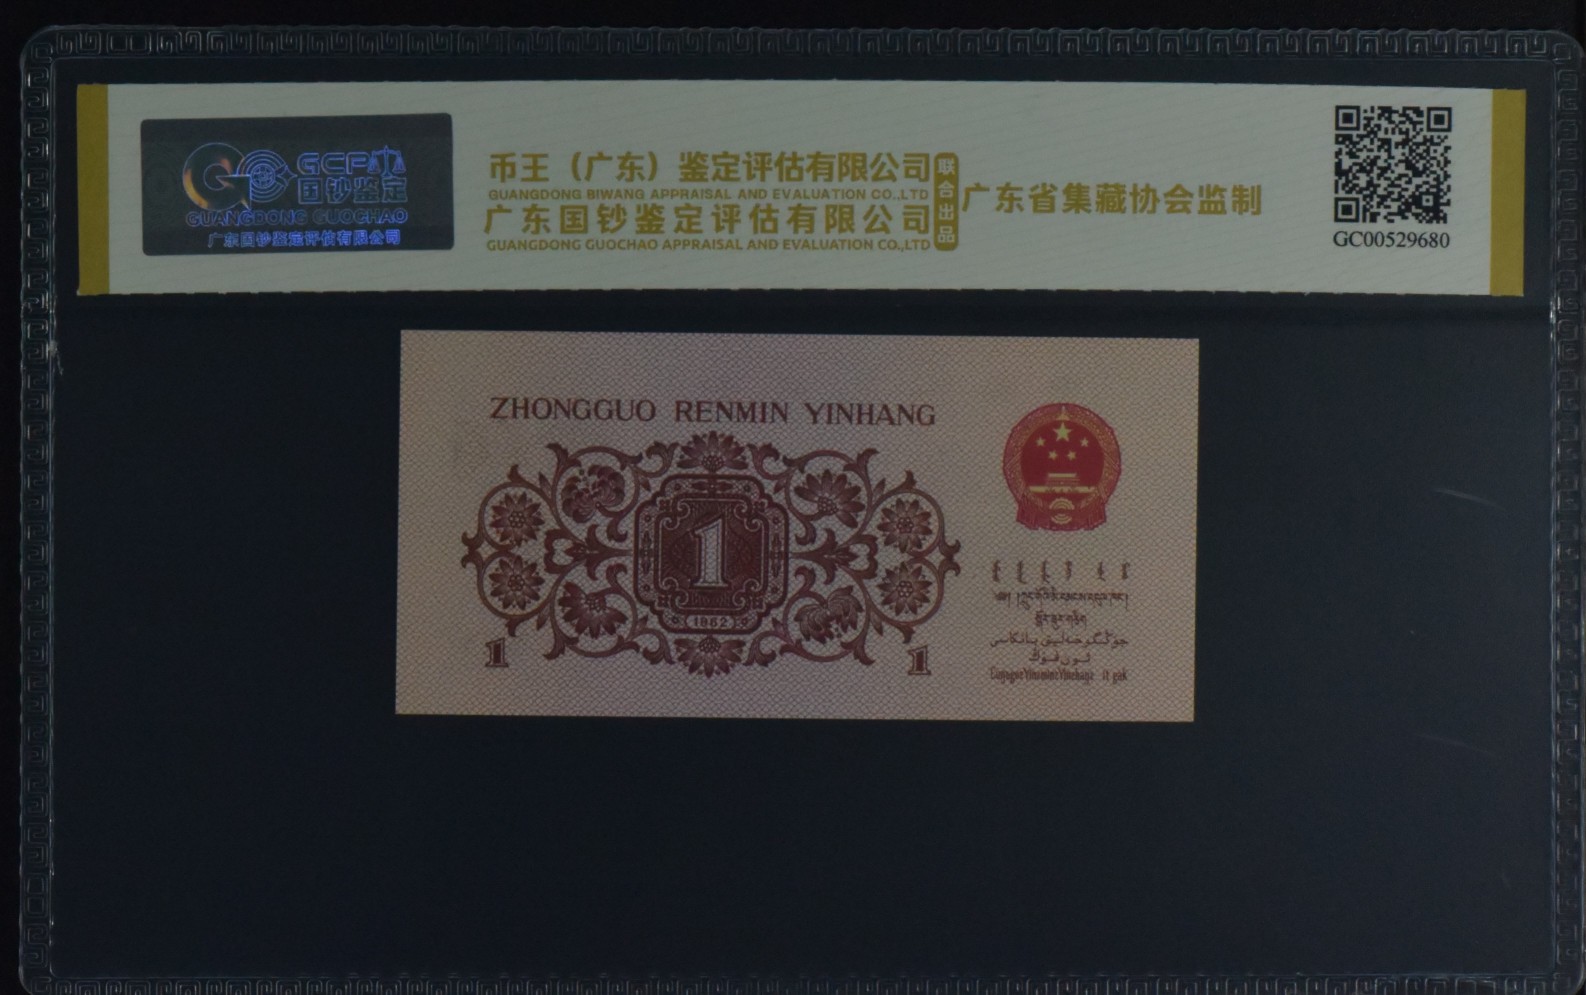 GCP
国钞鉴定
GUANGDONG GUOCHAO
广东国钞鉴定评估有限公司
币王（广东）鉴定评估有限公司
GUANGDONG BIWANG APPRAISAL AND EVALUATION CO.,LTD
广东国钞鉴定评估有限公司
GUANGDONG GUOCHAO APPRAISAL AND EVALUATION CO.,LTD
联合出品
广东省集藏协会监制
GC00529680
ZHONGGUO RENMIN YINHANG
1
1962
1
1